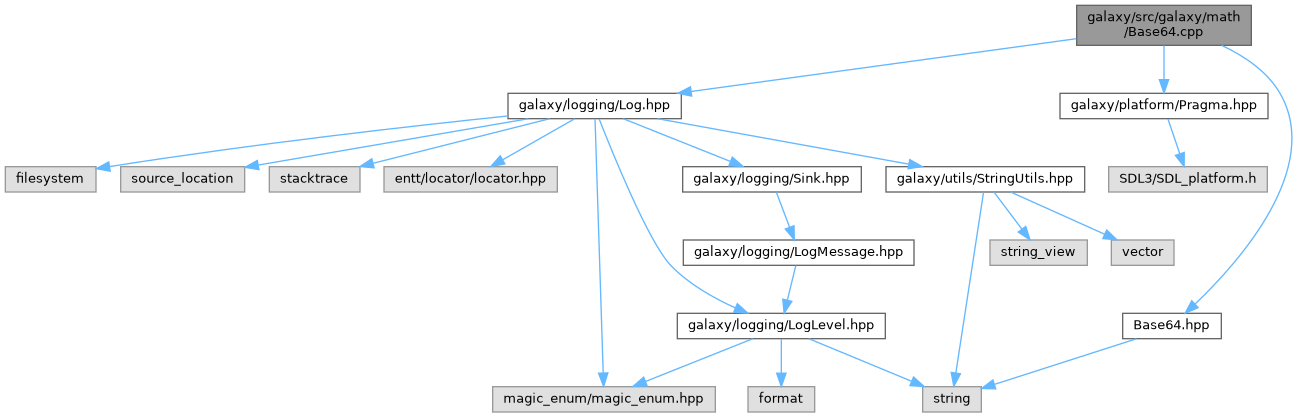 galaxy/src/galaxy/math
/Base64.cpp
galaxy/logging/Log.hpp
galaxy/platform/Pragma.hpp
filesystem
source_location
stacktrace
entt/locator/locator.hpp
galaxy/logging/Sink.hpp
galaxy/utils/StringUtils.hpp
SDL3/SDL_platform.h
galaxy/logging/LogMessage.hpp
string_view
vector
galaxy/logging/LogLevel.hpp
Base64.hpp
magic_enum/magic_enum.hpp
format
string